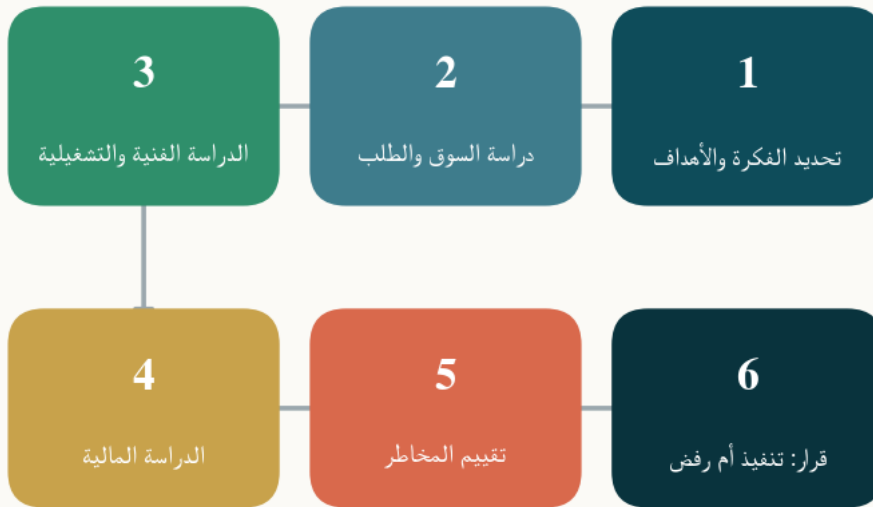 1
تحديد الفكرة والأهداف
2
دراسة السوق والطلب
3
الدراسة الفنية والتشغيلية
4
الدراسة المالية
5
تقييم المخاطر
6
قرار: تنفيذ أم رفض